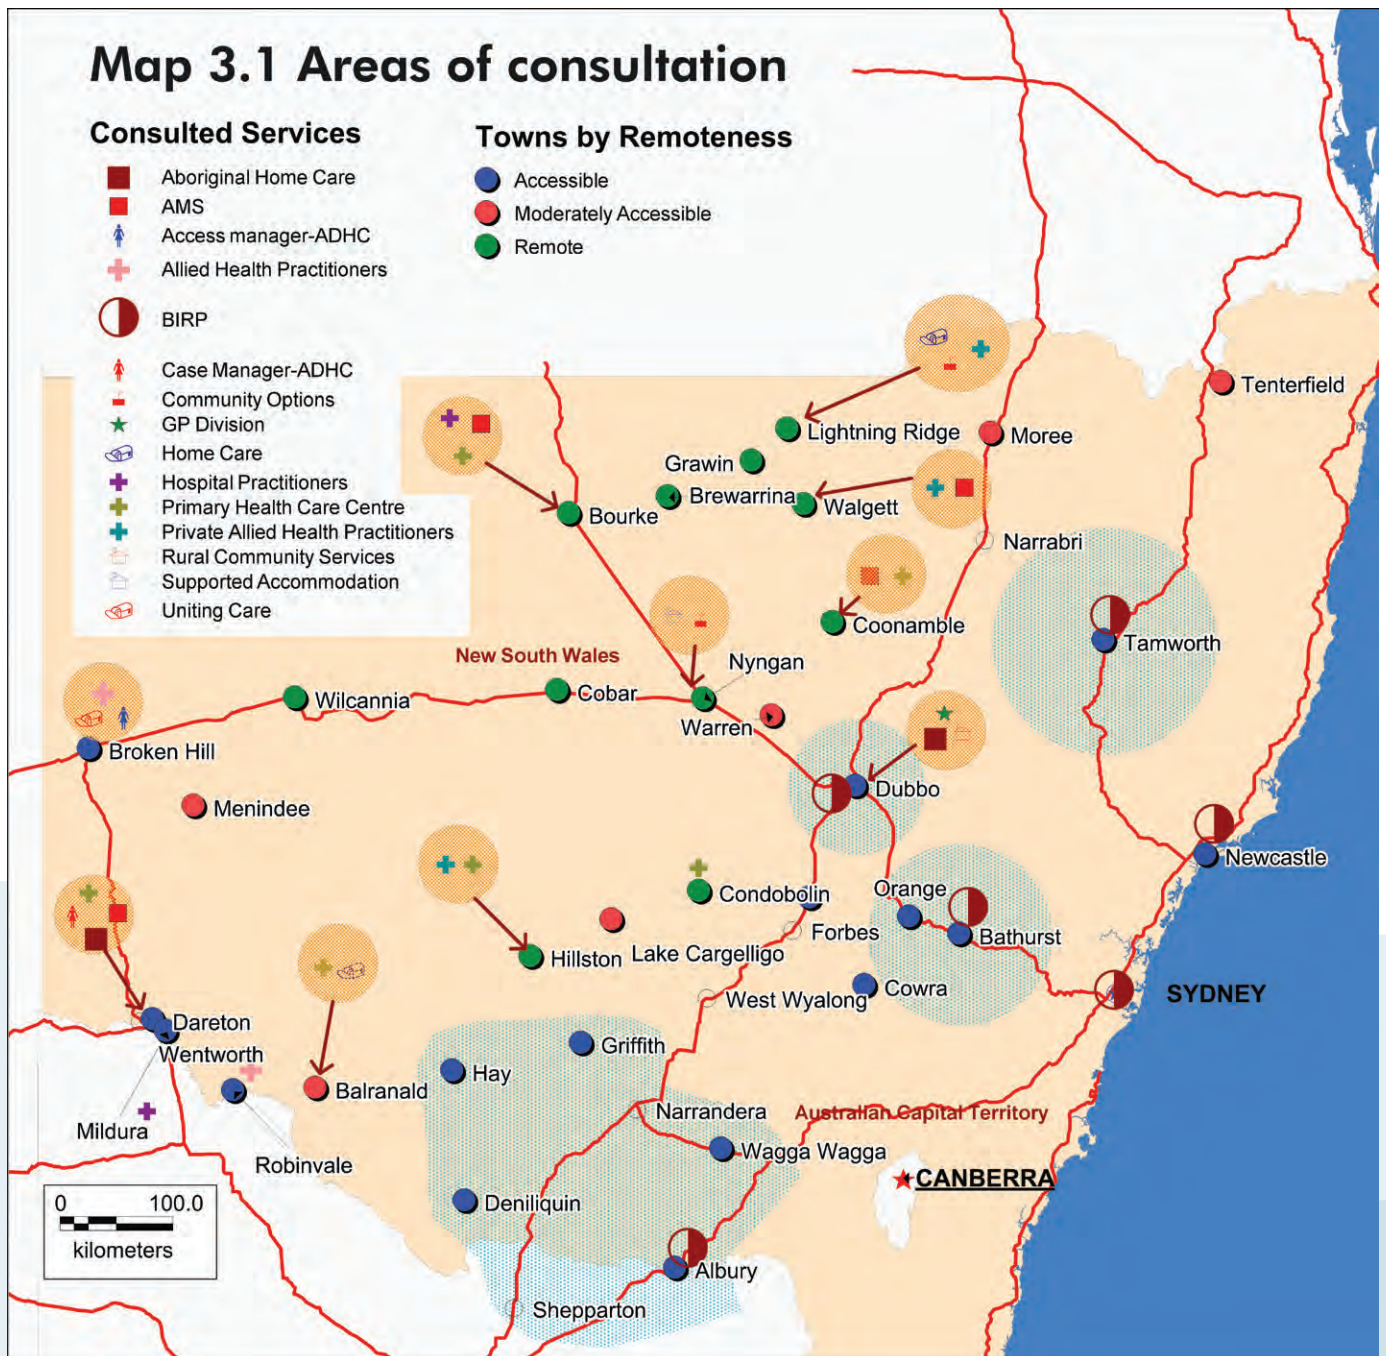 Map 3.1 Areas of consultation
Consulted Services
Aboriginal Home Care
AMS
Access manager-ADHC
Allied Health Practitioners
BIRP
Case Manager-ADHC
Community Options
GP Division
Home Care
Hospital Practitioners
Primary Health Care Centre
Private Allied Health Practitioners
Rural Community Services
Supported Accommodation
Uniting Care
Towns by Remoteness
Accessible
Moderately Accessible
Remote
Tenterfield
Lightning Ridge
Moree
Grawin
Brewarrina
Walgett
Bourke
Narrabri
Coonamble
Tamworth
New South Wales
Nyngan
Wilcannia
Cobar
Warren
Broken Hill
Dubbo
Menindee
Newcastle
Condobolin
Orange
Forbes
Bathurst
Lake Cargelligo
Hillston
Cowra
SYDNEY
West Wyalong
Dareton
Wentworth
Griffith
Hay
Balranald
Narrandera
Australian Capital Territory
Mildura
Wagga Wagga
Robinvale
CANBERRA
Deniliquin
0 100.0
kilometers
Albury
Shepparton